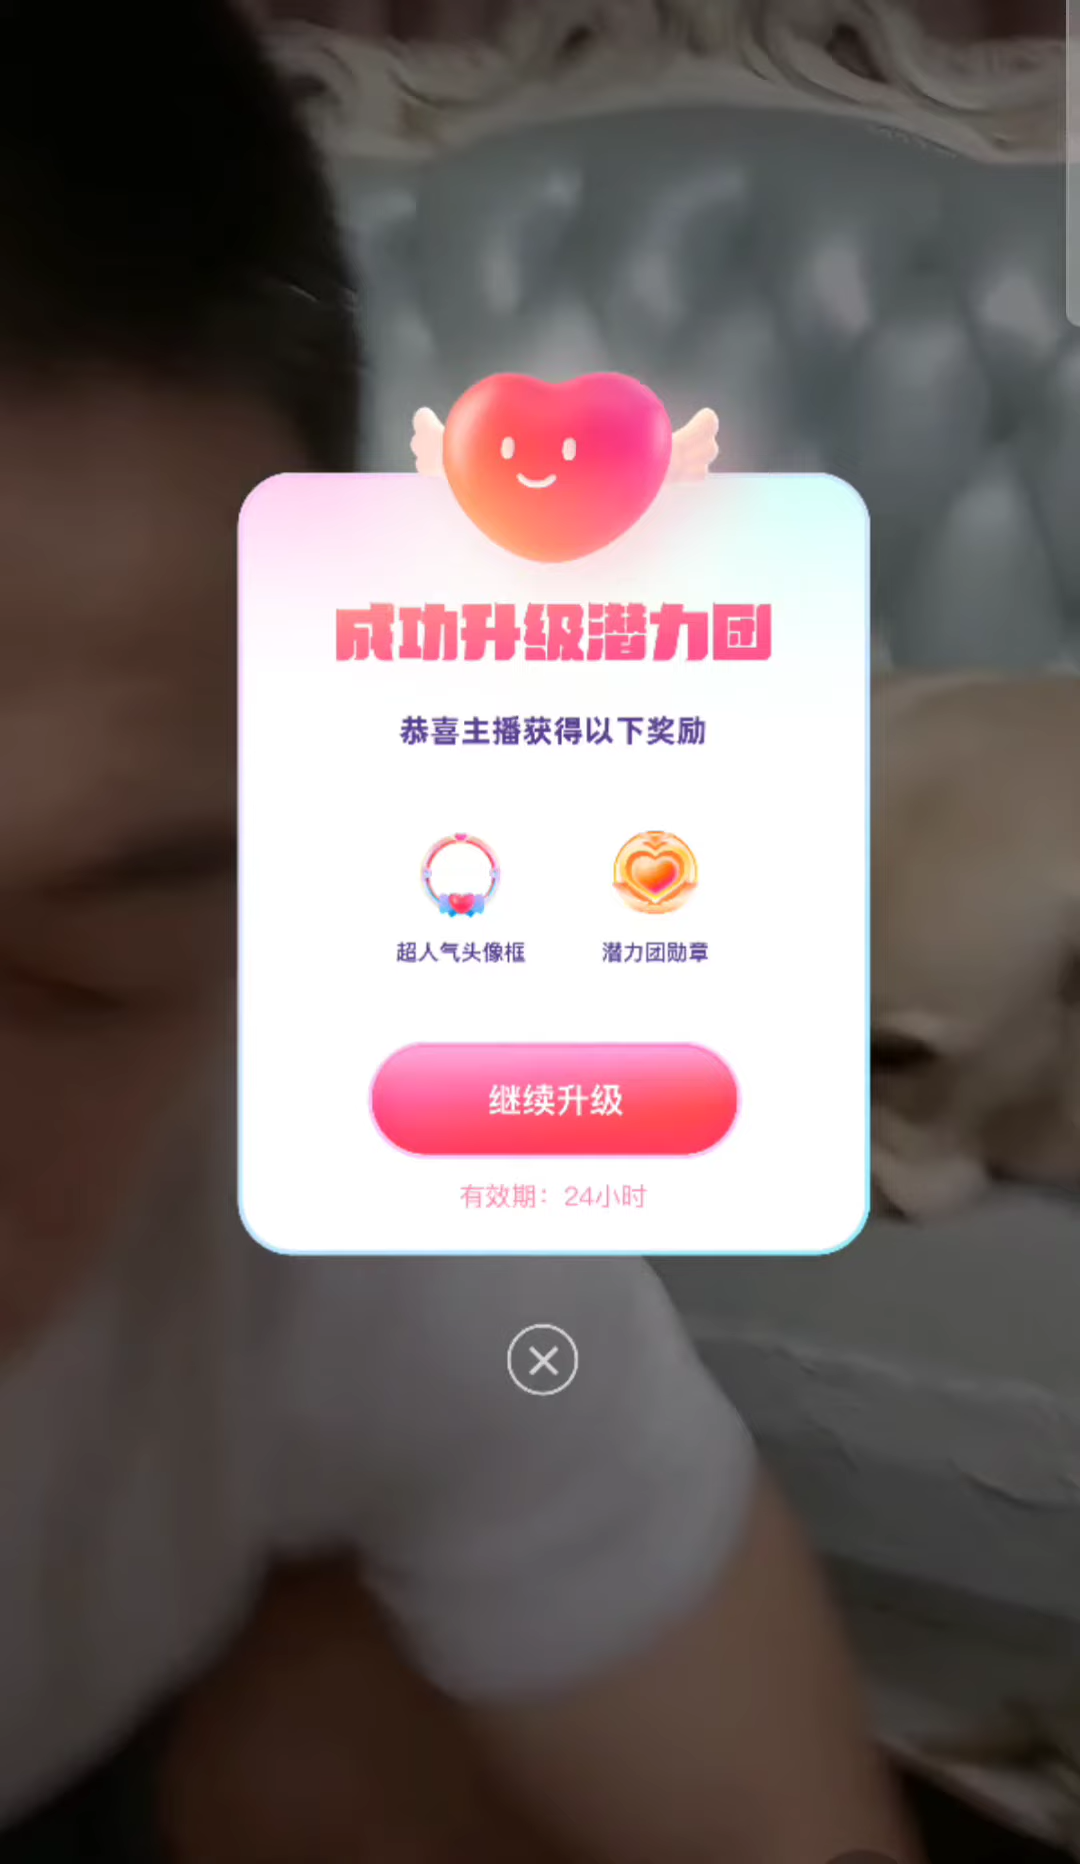 成功升级潜力团
恭喜主播获得以下奖励
超人气头像框
潜力团勋章
继续升级
有效期：24小时